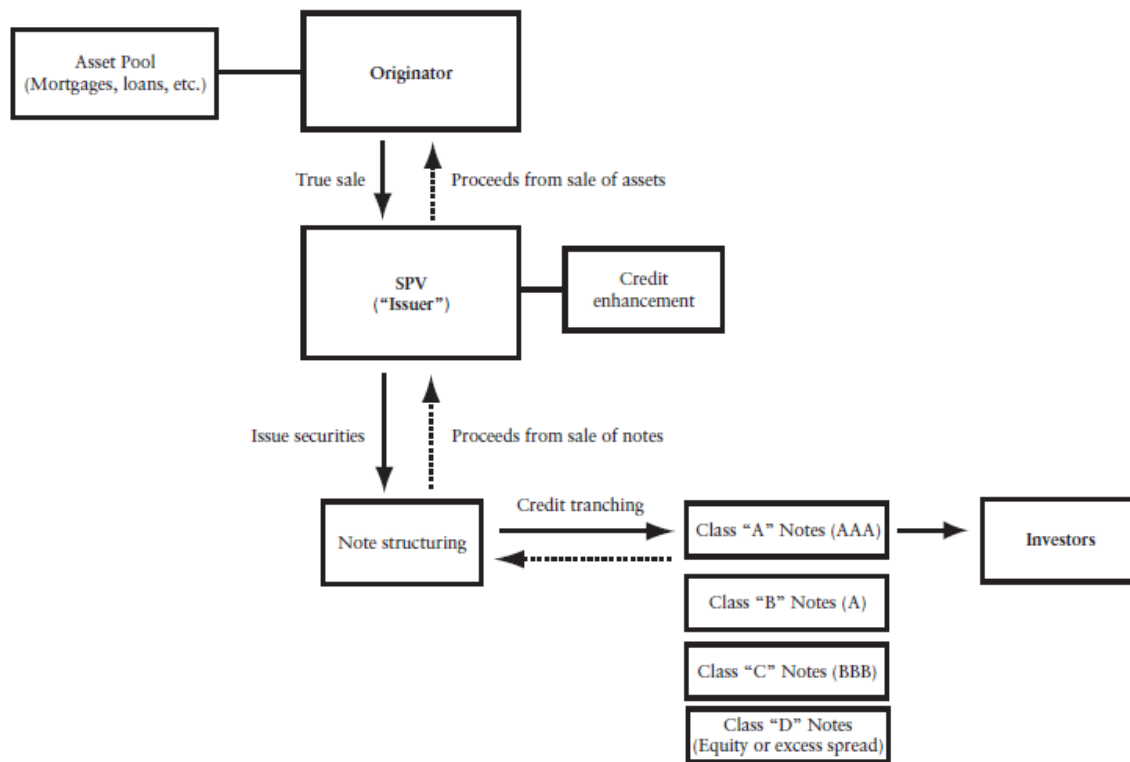 Asset Pool
(Mortgages, loans, etc.)
Originator
True sale
Proceeds from sale of assets
SPV
("Issuer")
Credit
enhancement
Issue securities
Proceeds from sale of notes
Note structuring
Credit tranching
Class "A" Notes (AAA)
Investors
Class "B" Notes (A)
Class "C" Notes (BBB)
Class "D" Notes
(Equity or excess spread)